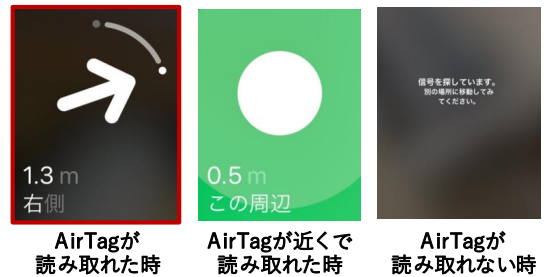 1.3 m
右側
AirTagが
読み取れた時
0.5 m
この周辺
AirTagが近くで
読み取れた時
信号を探しています。
別の場所に移動してみ
てください。
AirTagが
読み取れない時